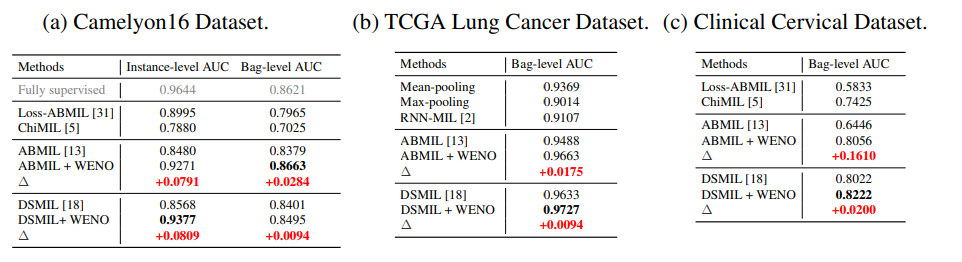 (a) Camelyon16 Dataset.
Methods Instance-level AUC Bag-level AUC
Fully supervised 0.9644 0.8621
Loss-ABMIL [31] 0.8995 0.7965
ChiMIL [5] 0.7880 0.7025
ABMIL [13] 0.8480 0.8379
ABMIL + WENO 0.9271 0.8663
Δ +0.0791 +0.0284
DSMIL [18] 0.8568 0.8401
DSMIL+ WENO 0.9377 0.8495
Δ +0.0809 +0.0094
(b) TCGA Lung Cancer Dataset.
Methods Bag-level AUC
Mean-pooling 0.9369
Max-pooling 0.9014
RNN-MIL [2] 0.9107
ABMIL [13] 0.9488
ABMIL + WENO 0.9663
Δ +0.0175
DSMIL [18] 0.9633
DSMIL + WENO 0.9727
Δ +0.0094
(c) Clinical Cervical Dataset.
Methods Bag-level AUC
Loss-ABMIL [31] 0.5833
ChiMIL [5] 0.7425
ABMIL [13] 0.6446
ABMIL + WENO 0.8056
Δ +0.1610
DSMIL [18] 0.8022
DSMIL + WENO 0.8222
Δ +0.0200